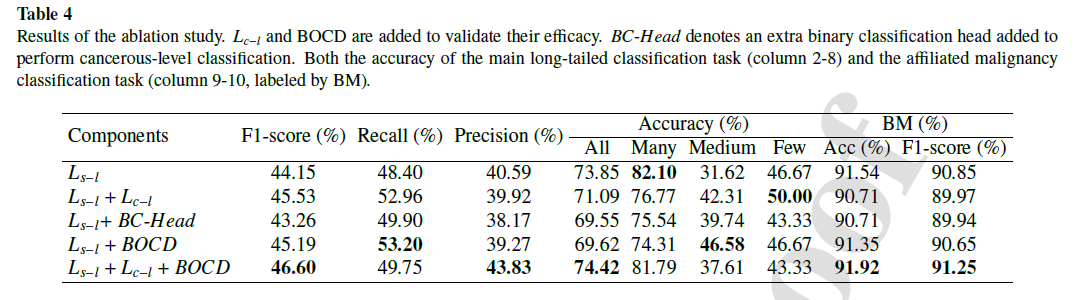 Table 4
Results of the ablation study. L_{c−l} and BOCD are added to validate their efficacy. BC-Head denotes an extra binary classification head added to
perform cancerous-level classification. Both the accuracy of the main long-tailed classification task (column 2-8) and the affiliated malignancy
classification task (column 9-10, labeled by BM).
Components F1-score (%) Recall (%) Precision (%) Accuracy (%) BM (%)
All Many Medium Few Acc (%) F1-score (%)
L_{s−l} 44.15 48.40 40.59 73.85 82.10 31.62 46.67 91.54 90.85
L_{s−l} + L_{c−l} 45.53 52.96 39.92 71.09 76.77 42.31 50.00 90.71 89.97
L_{s−l}+ BC-Head 43.26 49.90 38.17 69.55 75.54 39.74 43.33 90.71 89.94
L_{s−l} + BOCD 45.19 53.20 39.27 69.62 74.31 46.58 46.67 91.35 90.65
L_{s−l} + L_{c−l} + BOCD 46.60 49.75 43.83 74.42 81.79 37.61 43.33 91.92 91.25
oof